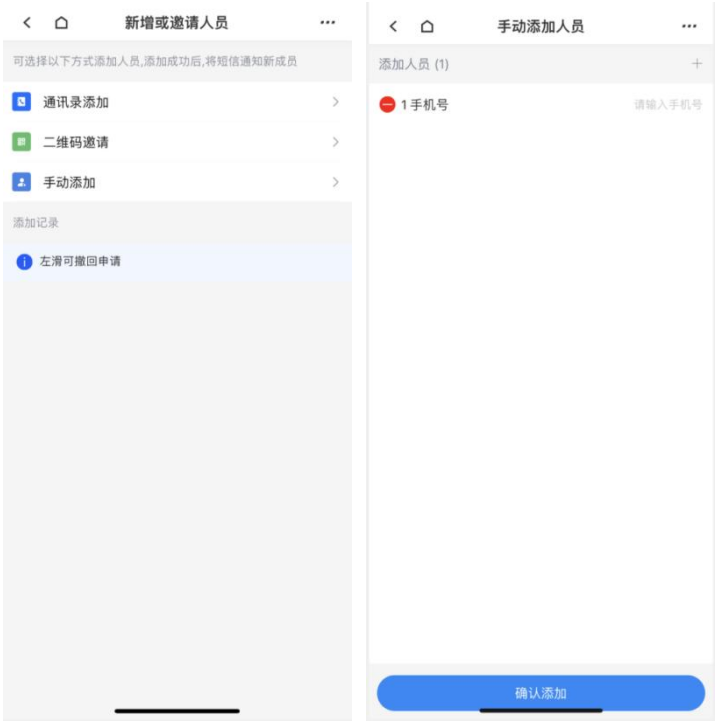 新增或邀请人员
可选择以下方式添加人员,添加成功后,将短信通知新成员
通讯录添加
二维码邀请
手动添加
添加记录
左滑可撤回申请
手动添加人员
添加人员 (1)
1 手机号 请输入手机号
确认添加